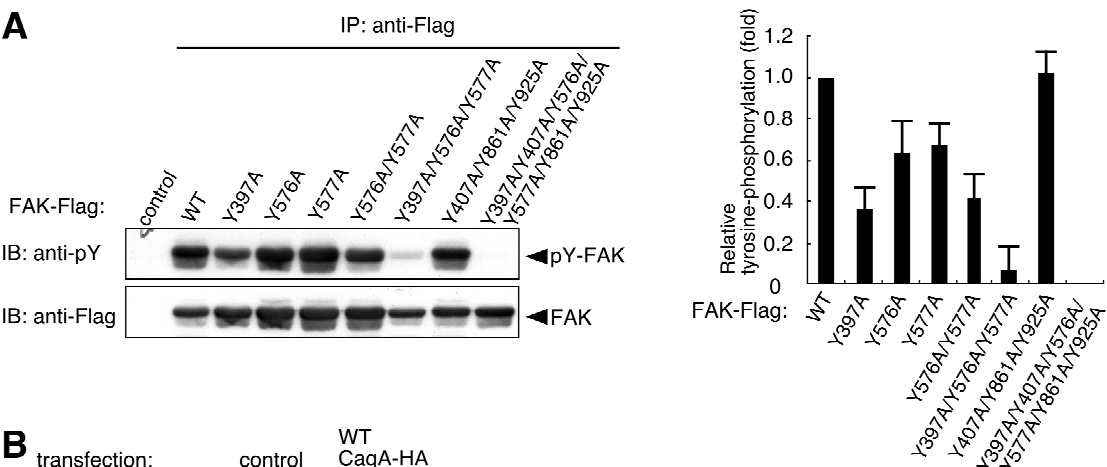 A
IP: anti-Flag
FAK-Flag:
control
WT
Y397A
Y576A
Y577A
Y576A/Y577A
Y397A/Y576A/Y577A
Y407A/Y861A/Y925A
Y397A/Y407A/Y576A/
Y577A/Y861A/Y925A
IB: anti-pY
pY-FAK
IB: anti-Flag
FAK
Relative
tyrosine-phosphorylation (fold)
1.2
1.0
0.8
0.6
0.4
0.2
0
FAK-Flag:
WT
Y397A
Y576A
Y577A
Y576A/Y577A
Y397A/Y576A/Y577A
Y407A/Y861A/Y925A
Y397A/Y407A/Y576A/
Y577A/Y861A/Y925A
B
transfection:
control
WT
CagA-HA